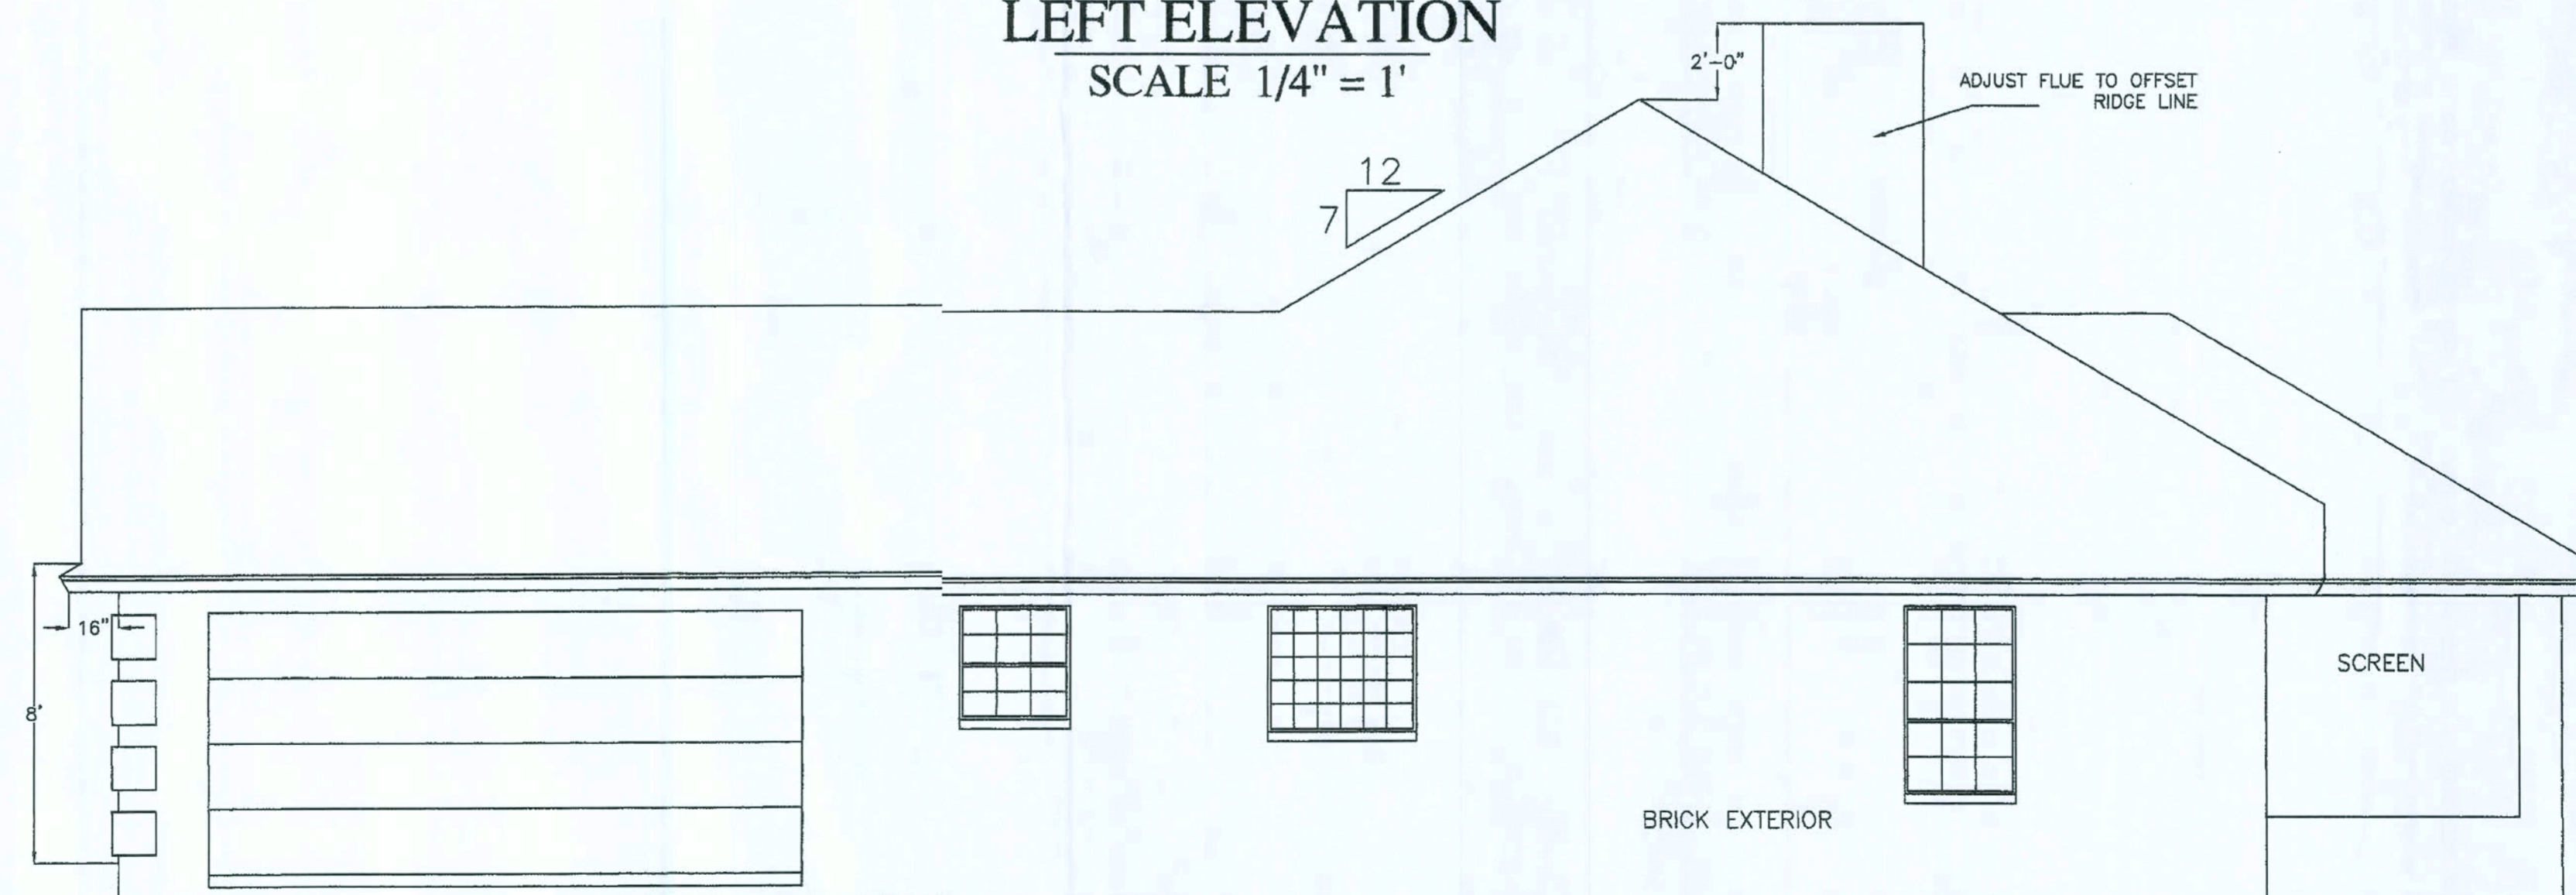 LEFT ELEVATION
SCALE 1/4" = 1'
2'-0"
ADJUST FLUE TO OFFSET
RIDGE LINE
12
7
16"
8'
SCREEN
BRICK EXTERIOR